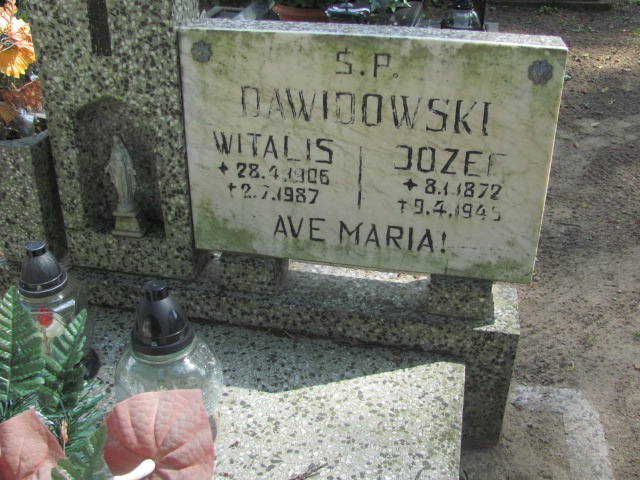 Ś.P.
DAWIDOWSKI
WITALIS
✦ 28.4.1906
✝ 2.7.1987
JÓZEF
✦ 8.1.1872
✝ 9.4.1945
AVE MARIA!